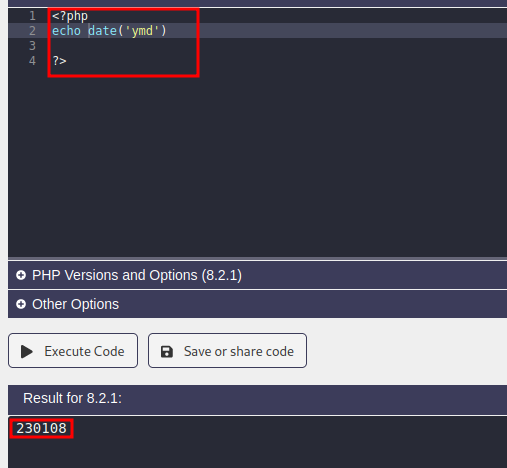 1 <?php
2 echo date('ymd')
3
4 ?>
PHP Versions and Options (8.2.1)
Other Options
Execute Code Save or share code
Result for 8.2.1:
230108